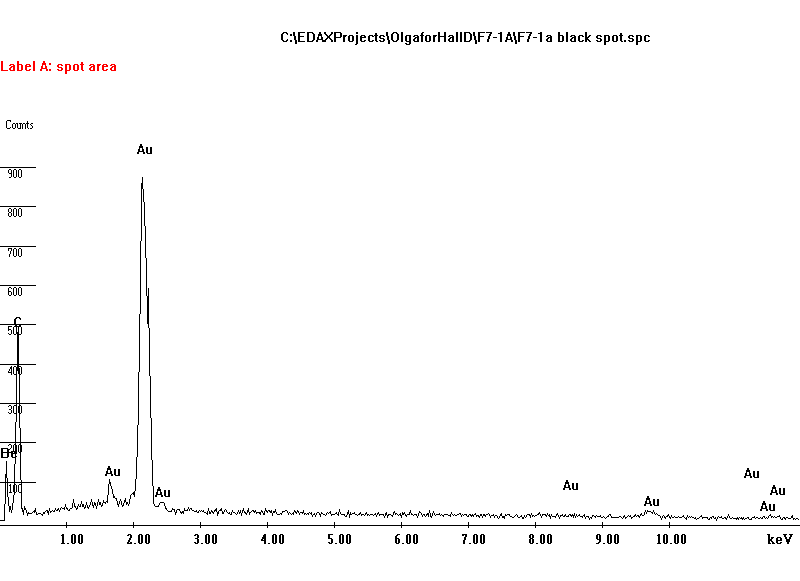 C:\EDAXProjects\OlgaforHallD\F7-1A\F7-1a black spot.spc
Label A: spot area
Counts
Au
900
800
700
600
C
500
400
300
200
Be
Au
Au
100
Au
Au
Au
Au
Au
1.00 2.00 3.00 4.00 5.00 6.00 7.00 8.00 9.00 10.00 keV